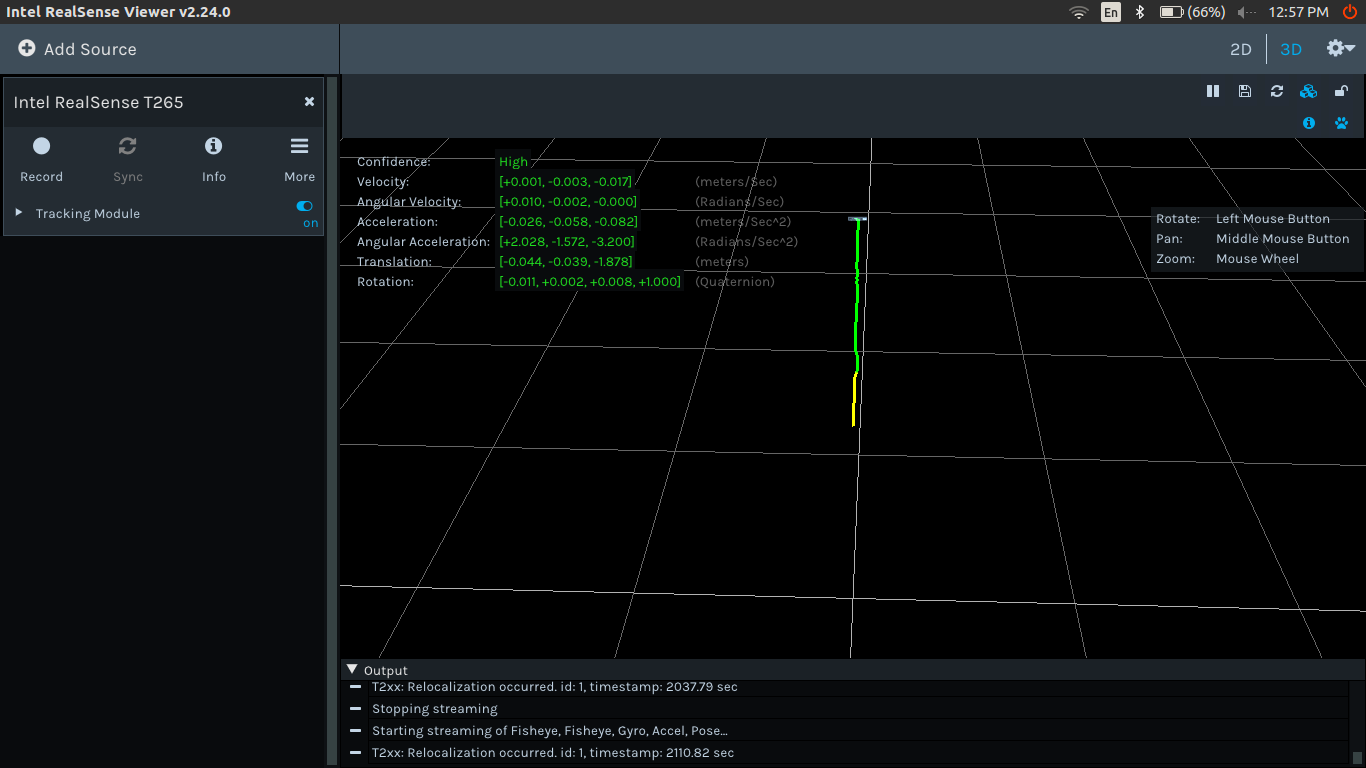 Intel RealSense Viewer v2.24.0
En (66%) 12:57 PM
Add Source
2D 3D
Intel RealSense T265
Record Sync Info More
Tracking Module on
Confidence: High
Velocity: [+0.001, -0.003, -0.017] (meters/Sec)
Angular Velocity: [+0.010, -0.002, -0.000] (Radians/Sec)
Acceleration: [-0.026, -0.058, -0.082] (meters/Sec^2)
Angular Acceleration: [+2.028, -1.572, -3.200] (Radians/Sec^2)
Translation: [-0.044, -0.039, -1.878] (meters)
Rotation: [-0.011, +0.002, +0.008, +1.000] (Quaternion)
Rotate: Left Mouse Button
Pan: Middle Mouse Button
Zoom: Mouse Wheel
Output
T2xx: Relocalization occurred. id: 1, timestamp: 2037.79 sec
Stopping streaming
Starting streaming of Fisheye, Fisheye, Gyro, Accel, Pose...
T2xx: Relocalization occurred. id: 1, timestamp: 2110.82 sec